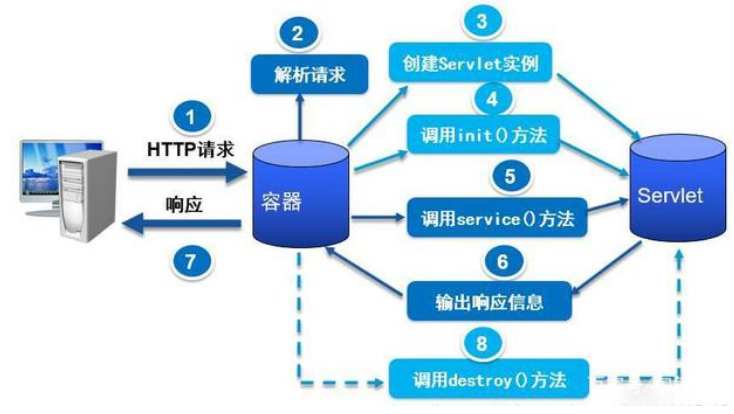 1
HTTP请求
2
解析请求
3
创建Servlet实例
4
调用init()方法
5
调用service()方法
6
输出响应信息
响应
7
8
调用destroy()方法
容器
Servlet